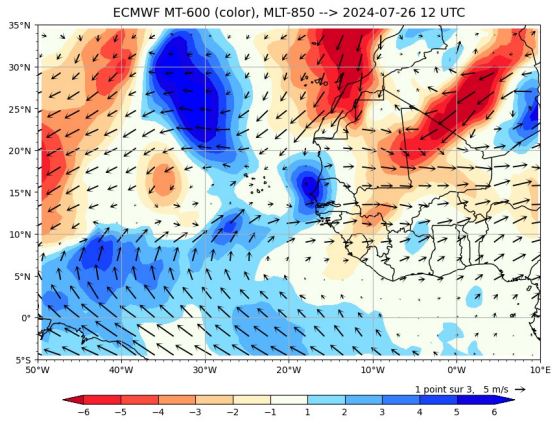 ECMWF MT-600 (color), MLT-850 --> 2024-07-26 12 UTC
35°N
30°N
25°N
20°N
15°N
10°N
5°N
0°
5°S
50°W 40°W 30°W 20°W 10°W 0°W 10°E
1 point sur 3, 5 m/s
−6 −5 −4 −3 −2 −1 1 2 3 4 5 6